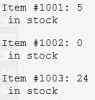 Item #1001: 5
in stock
Item #1002: 0
in stock
Item #1003: 24
in stock